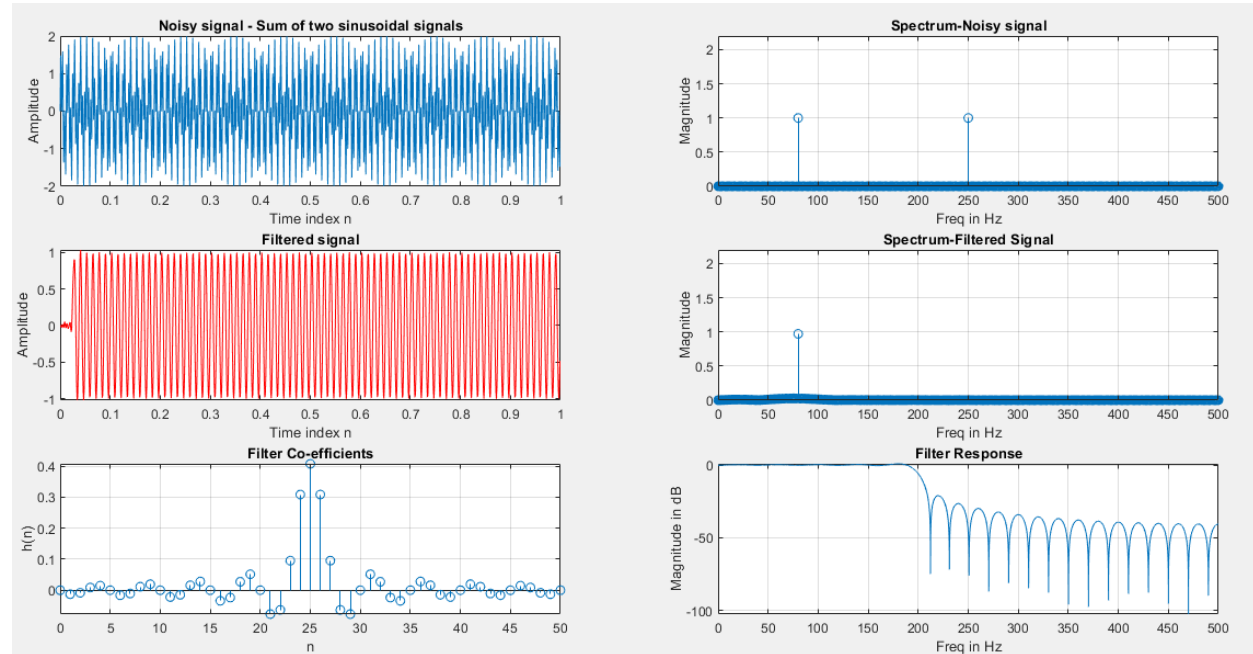 Noisy signal - Sum of two sinusoidal signals
2
1
0
-1
-2
Amplitude
0 0.1 0.2 0.3 0.4 0.5 0.6 0.7 0.8 0.9 1
Time index n
Spectrum-Noisy signal
2
1.5
1
0.5
0
Magnitude
0 50 100 150 200 250 300 350 400 450 500
Freq in Hz
Filtered signal
1
0.5
0
-0.5
-1
Amplitude
0 0.1 0.2 0.3 0.4 0.5 0.6 0.7 0.8 0.9 1
Time index n
Spectrum-Filtered Signal
2
1.5
1
0.5
0
Magnitude
0 50 100 150 200 250 300 350 400 450 500
Freq in Hz
Filter Co-efficients
0.4
0.3
0.2
0.1
0
h(n)
0 5 10 15 20 25 30 35 40 45 50
n
Filter Response
0
-50
-100
Magnitude in dB
0 50 100 150 200 250 300 350 400 450 500
Freq in Hz